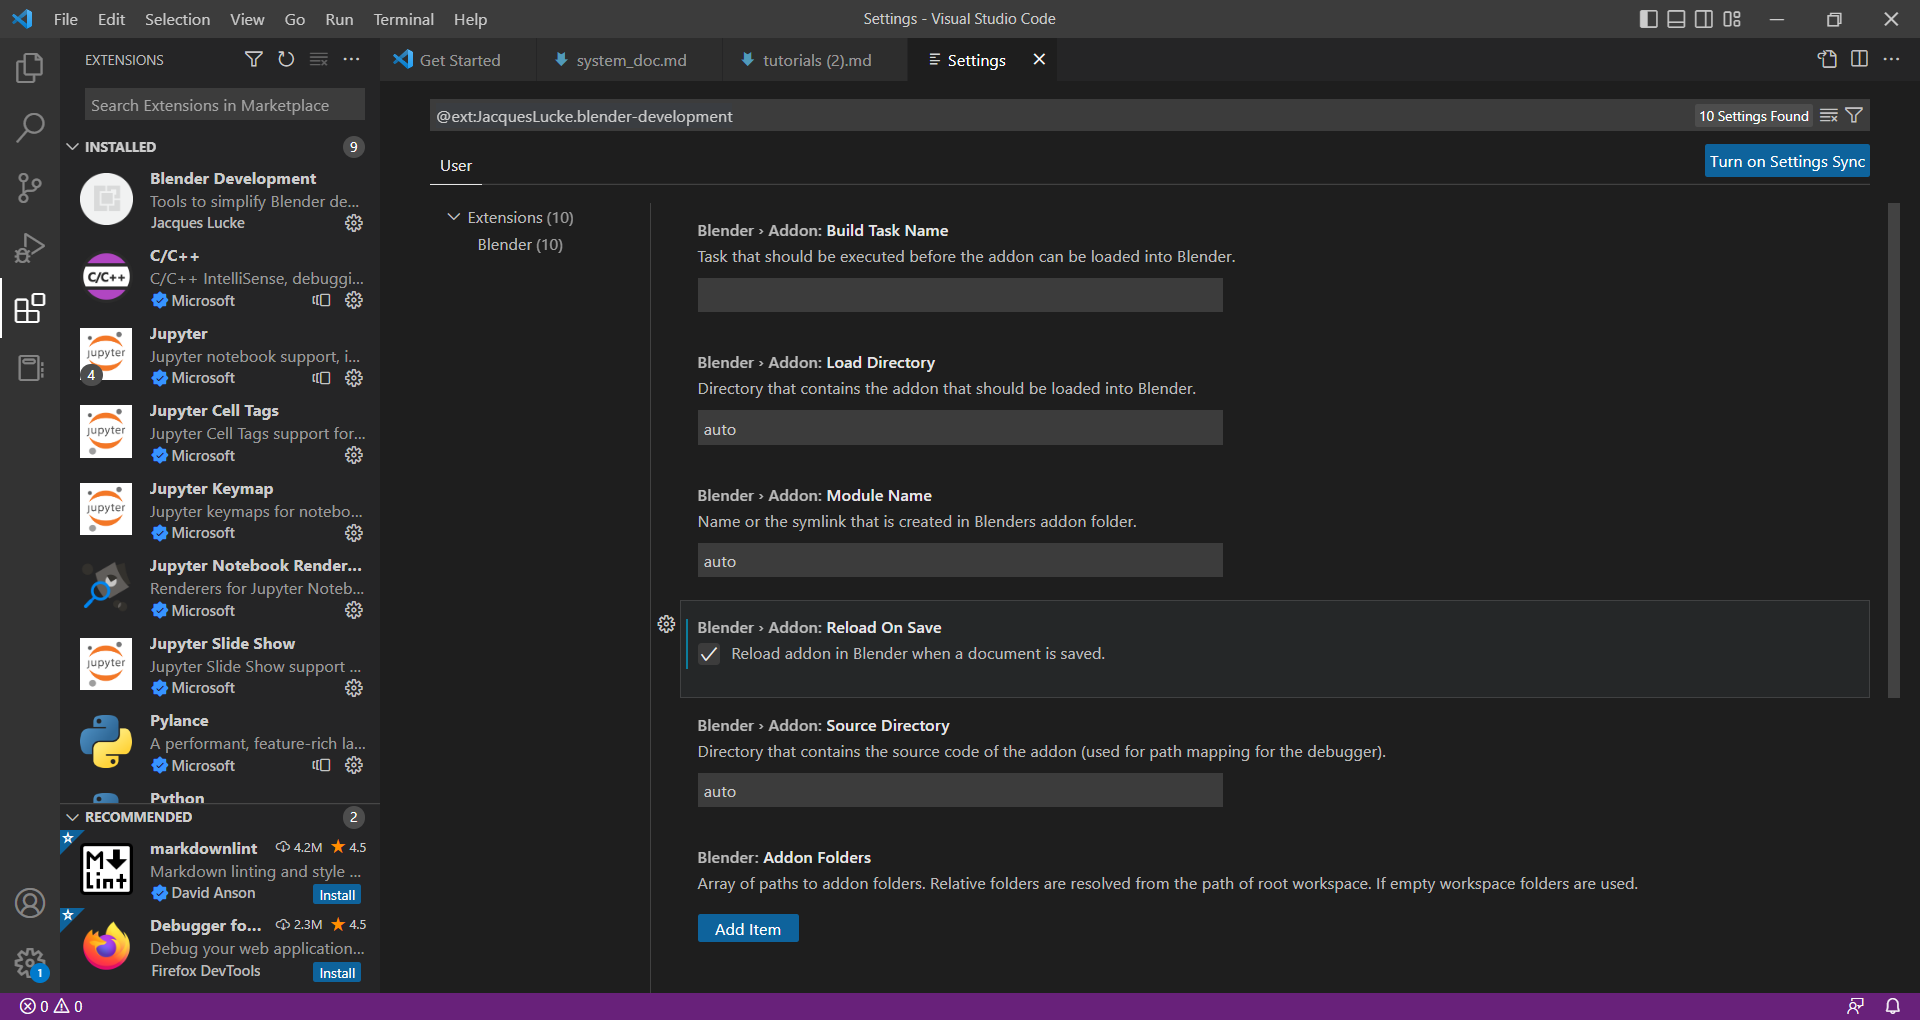 File Edit Selection View Go Run Terminal Help
Settings - Visual Studio Code
EXTENSIONS
Search Extensions in Marketplace
INSTALLED 9
Blender Development
Tools to simplify Blender de...
Jacques Lucke
C/C++
C/C++
C/C++ IntelliSense, debuggi...
Microsoft
Jupyter
jupyter
Jupyter notebook support, i...
4
Microsoft
Jupyter Cell Tags
jupyter
Jupyter Cell Tags support for...
Microsoft
Jupyter Keymap
jupyter
Jupyter keymaps for notebo...
Microsoft
Jupyter Notebook Render...
Renderers for Jupyter Noteb...
Microsoft
Jupyter Slide Show
jupyter
Jupyter Slide Show support ...
Microsoft
Pylance
A performant, feature-rich la...
Microsoft
Python
RECOMMENDED 2
markdownlint 4.2M 4.5
M
Lint
Markdown linting and style ...
David Anson Install
Debugger fo... 2.3M 4.5
Debug your web application...
Firefox DevTools Install
1
Get Started system_doc.md tutorials (2).md Settings
@ext:JacquesLucke.blender-development 10 Settings Found
User Turn on Settings Sync
Extensions (10)
Blender (10)
Blender › Addon: Build Task Name
Task that should be executed before the addon can be loaded into Blender.
Blender › Addon: Load Directory
Directory that contains the addon that should be loaded into Blender.
auto
Blender › Addon: Module Name
Name or the symlink that is created in Blenders addon folder.
auto
Blender › Addon: Reload On Save
Reload addon in Blender when a document is saved.
Blender › Addon: Source Directory
Directory that contains the source code of the addon (used for path mapping for the debugger).
auto
Blender: Addon Folders
Array of paths to addon folders. Relative folders are resolved from the path of root workspace. If empty workspace folders are used.
Add Item
0 0